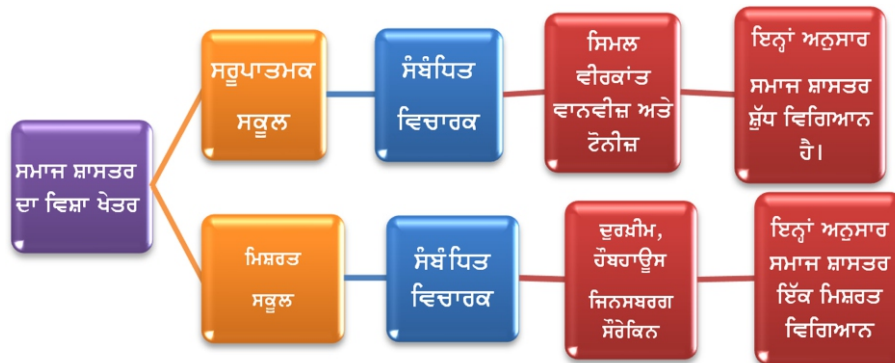 ਸਮਾਜ ਸ਼ਾਸਤਰ
ਦਾ ਵਿਸ਼ਾ ਖੇਤਰ
ਸਰੂਪਾਤਮਕ
ਸਕੂਲ
ਸੰਬੰਧਿਤ
ਵਿਚਾਰਕ
ਸਿਮਲ
ਵੀਰਕਾਂਤ
ਵਾਨਵੀਜ਼ ਅਤੇ
ਟੋਨੀਜ਼
ਇਨ੍ਹਾਂ ਅਨੁਸਾਰ
ਸਮਾਜ ਸ਼ਾਸਤਰ
ਸ਼ੁੱਧ ਵਿਗਿਆਨ
ਹੈ।
ਮਿਸ਼ਰਤ
ਸਕੂਲ
ਸੰਬੰਧਿਤ
ਵਿਚਾਰਕ
ਦੁਰਖ਼ੀਮ,
ਹੌਬਹਾਊਸ
ਜਿਨਸਬਰਗ
ਸੌਰੋਕਿਨ
ਇਨ੍ਹਾਂ ਅਨੁਸਾਰ
ਸਮਾਜ ਸ਼ਾਸਤਰ
ਇੱਕ ਮਿਸ਼ਰਤ
ਵਿਗਿਆਨ